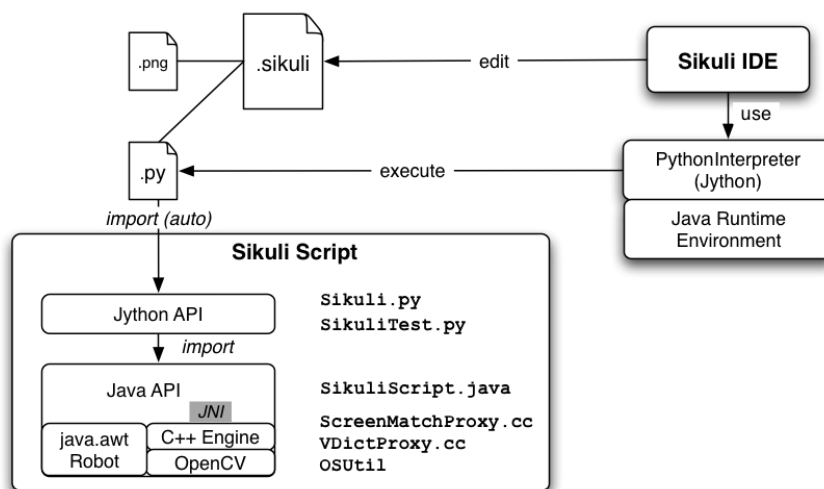 .png
.sikuli
edit
Sikuli IDE
use
.py
execute
PythonInterpreter
(Jython)
Java Runtime
Environment
import (auto)
Sikuli Script
Jython API
Sikuli.py
SikuliTest.py
import
Java API
SikuliScript.java
JNI
java.awt
Robot
C++ Engine
OpenCV
ScreenMatchProxy.cc
VDictProxy.cc
OSUtil